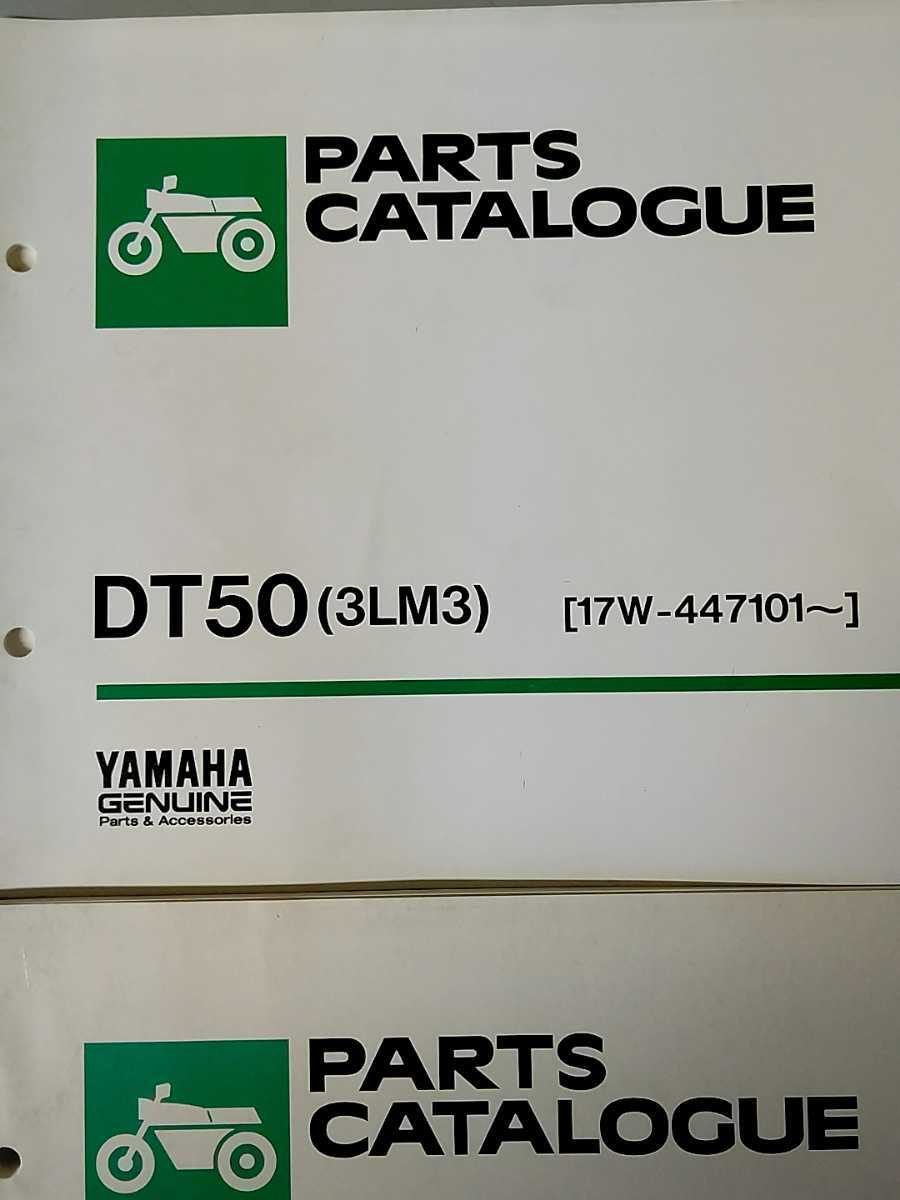 PARTS
CATALOGUE
DT50 (3LM3) [17W-447101～]
YAMAHA
GENUINE
Parts & Accessories
PARTS
CATALOGUE